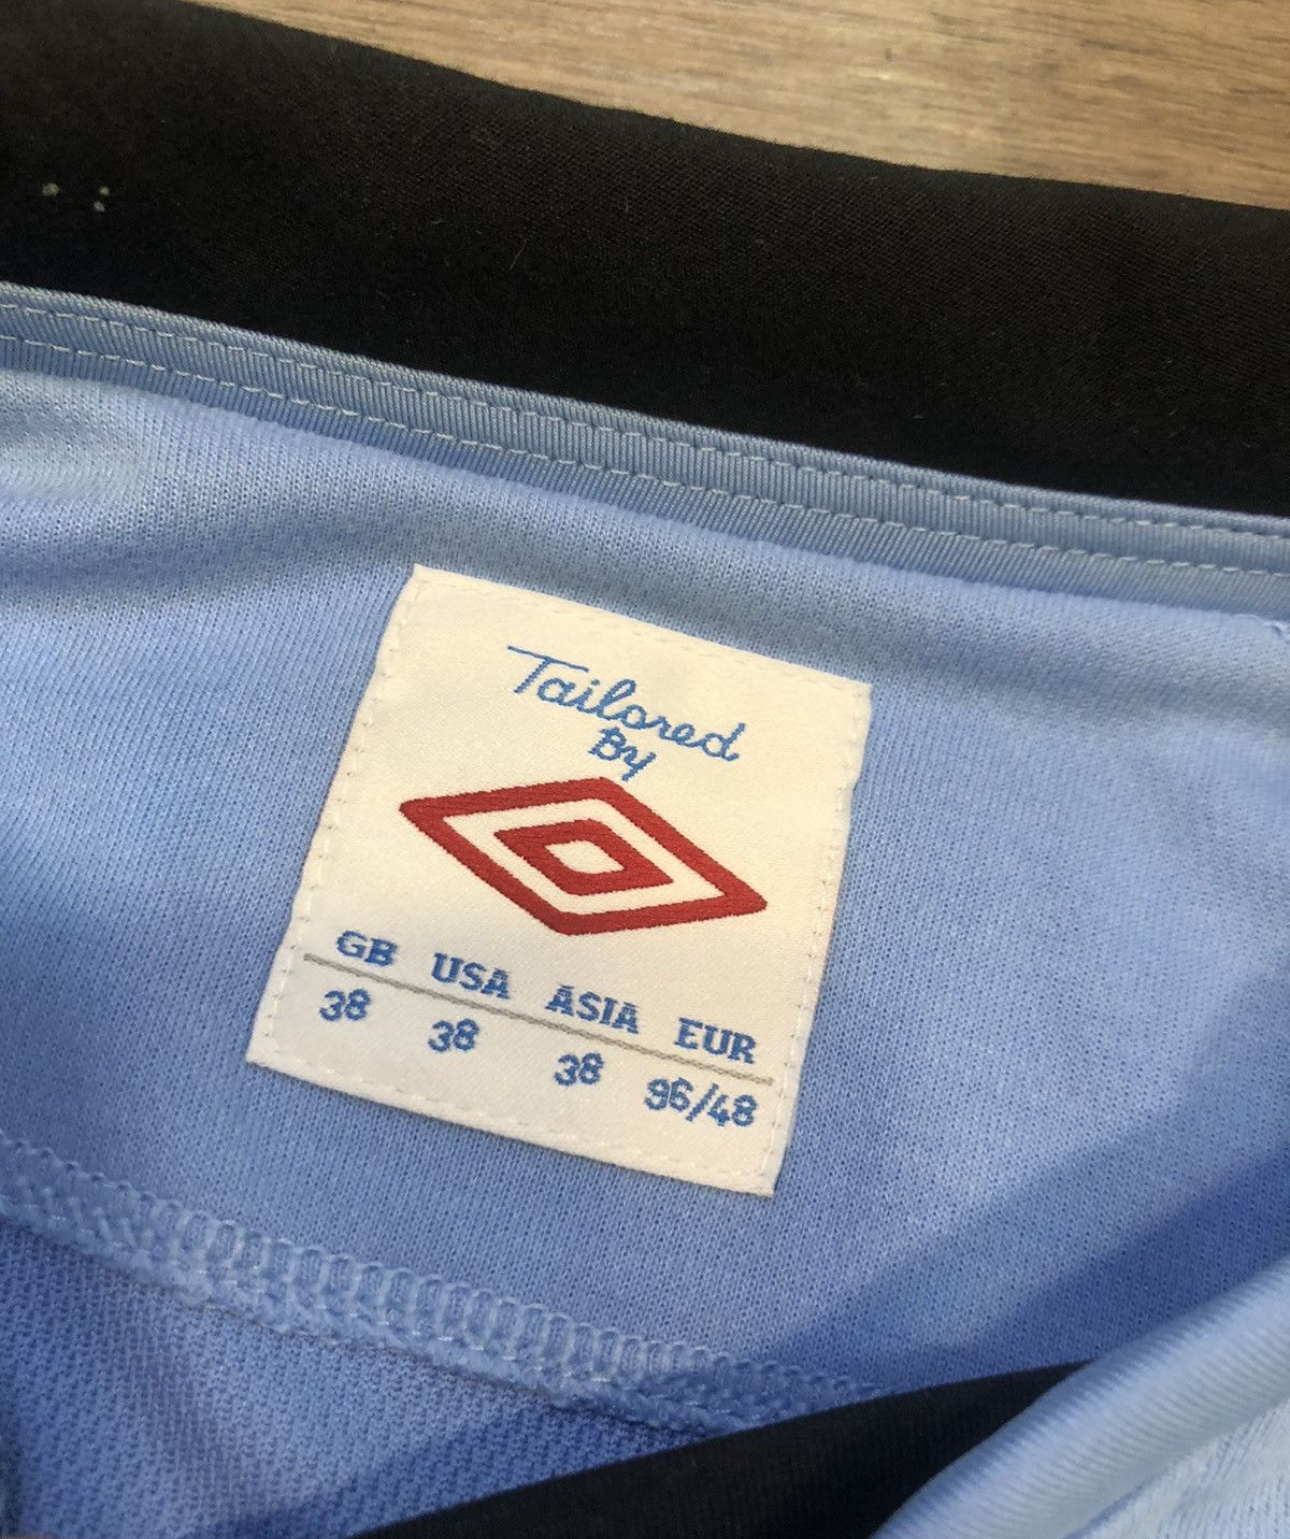 Tailored
By
GB USA ASIA EUR
38 38 38 96/48